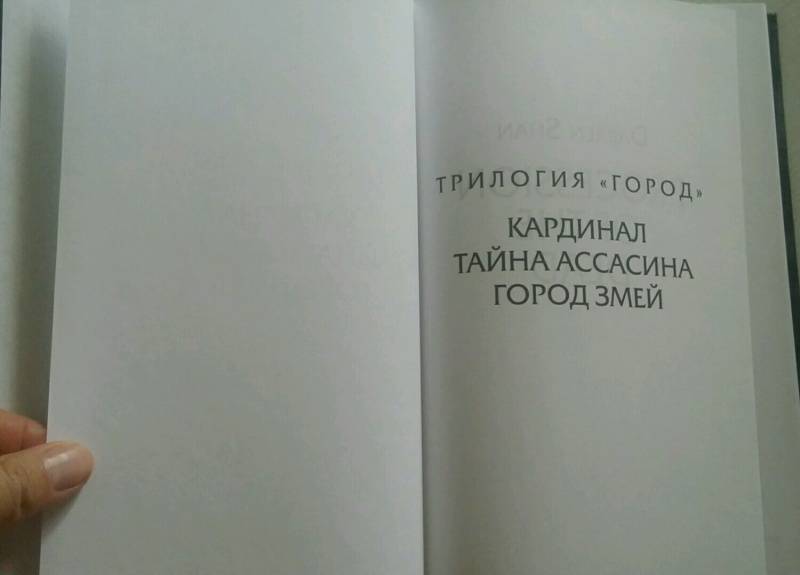 ТРИЛОГИЯ «ГОРОД»
КАРДИНАЛ
ТАЙНА АССАСИНА
ГОРОД ЗМЕЙ